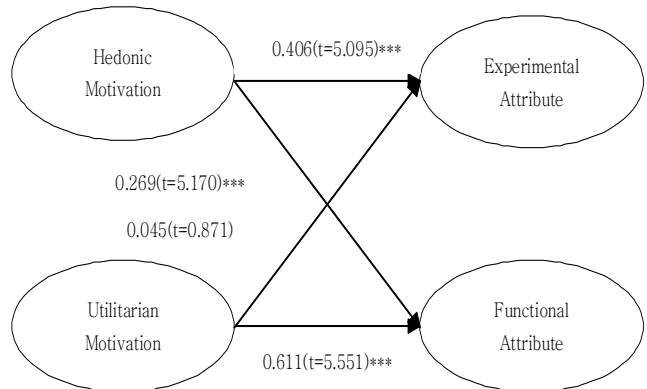 Hedonic
Motivation
0.406(t=5.095)***
Experimental
Attribute
0.269(t=5.170)***
0.045(t=0.871)
Utilitarian
Motivation
Functional
Attribute
0.611(t=5.551)***